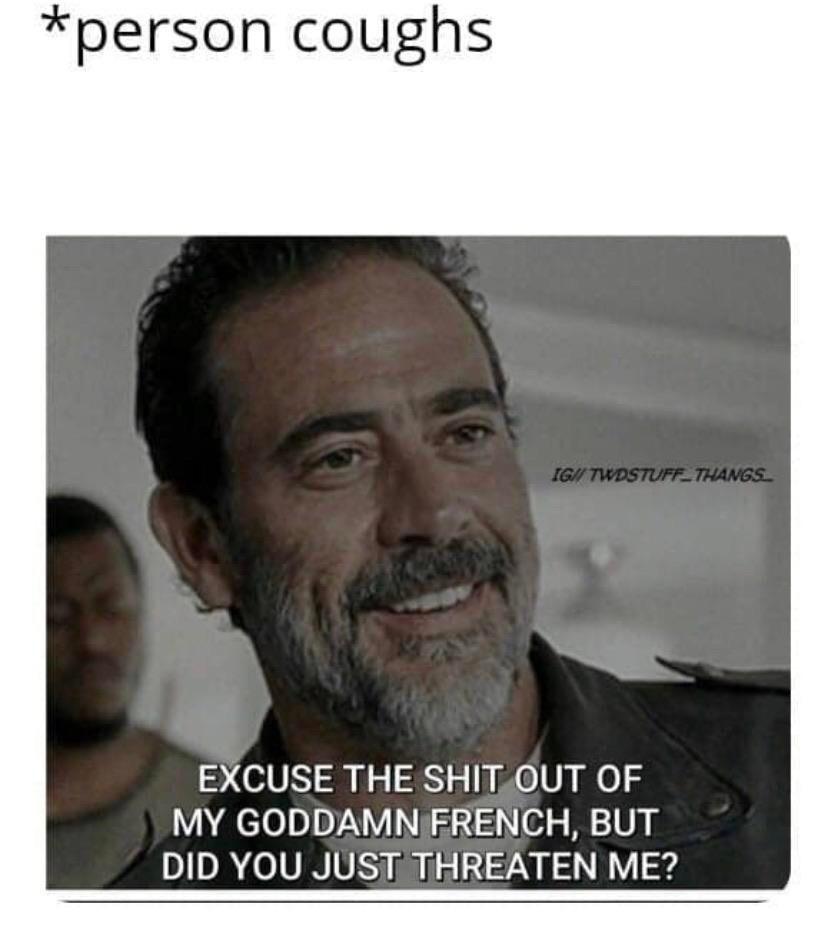 *person coughs
IG// TWDSTUFF_THANGS_
EXCUSE THE SHIT OUT OF
MY GODDAMN FRENCH, BUT
DID YOU JUST THREATEN ME?